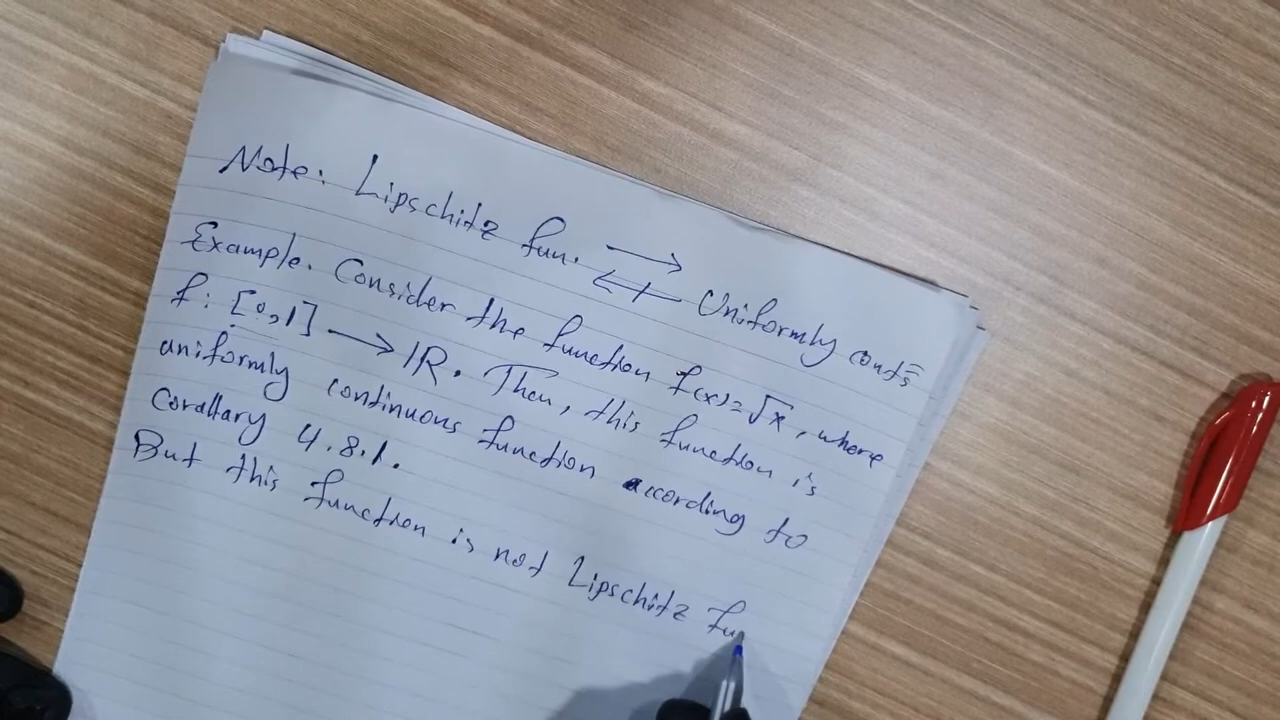 Note: Lipschitz fun. ⟶ ⟵̸ Uniformly conts
Example. Consider the function f(x)=√x, where
f: [0,1] ⟶ IR. Then, this function is
uniformly continuous function according to
Corallary 4.8.1.
But this function is not Lipschitz fu